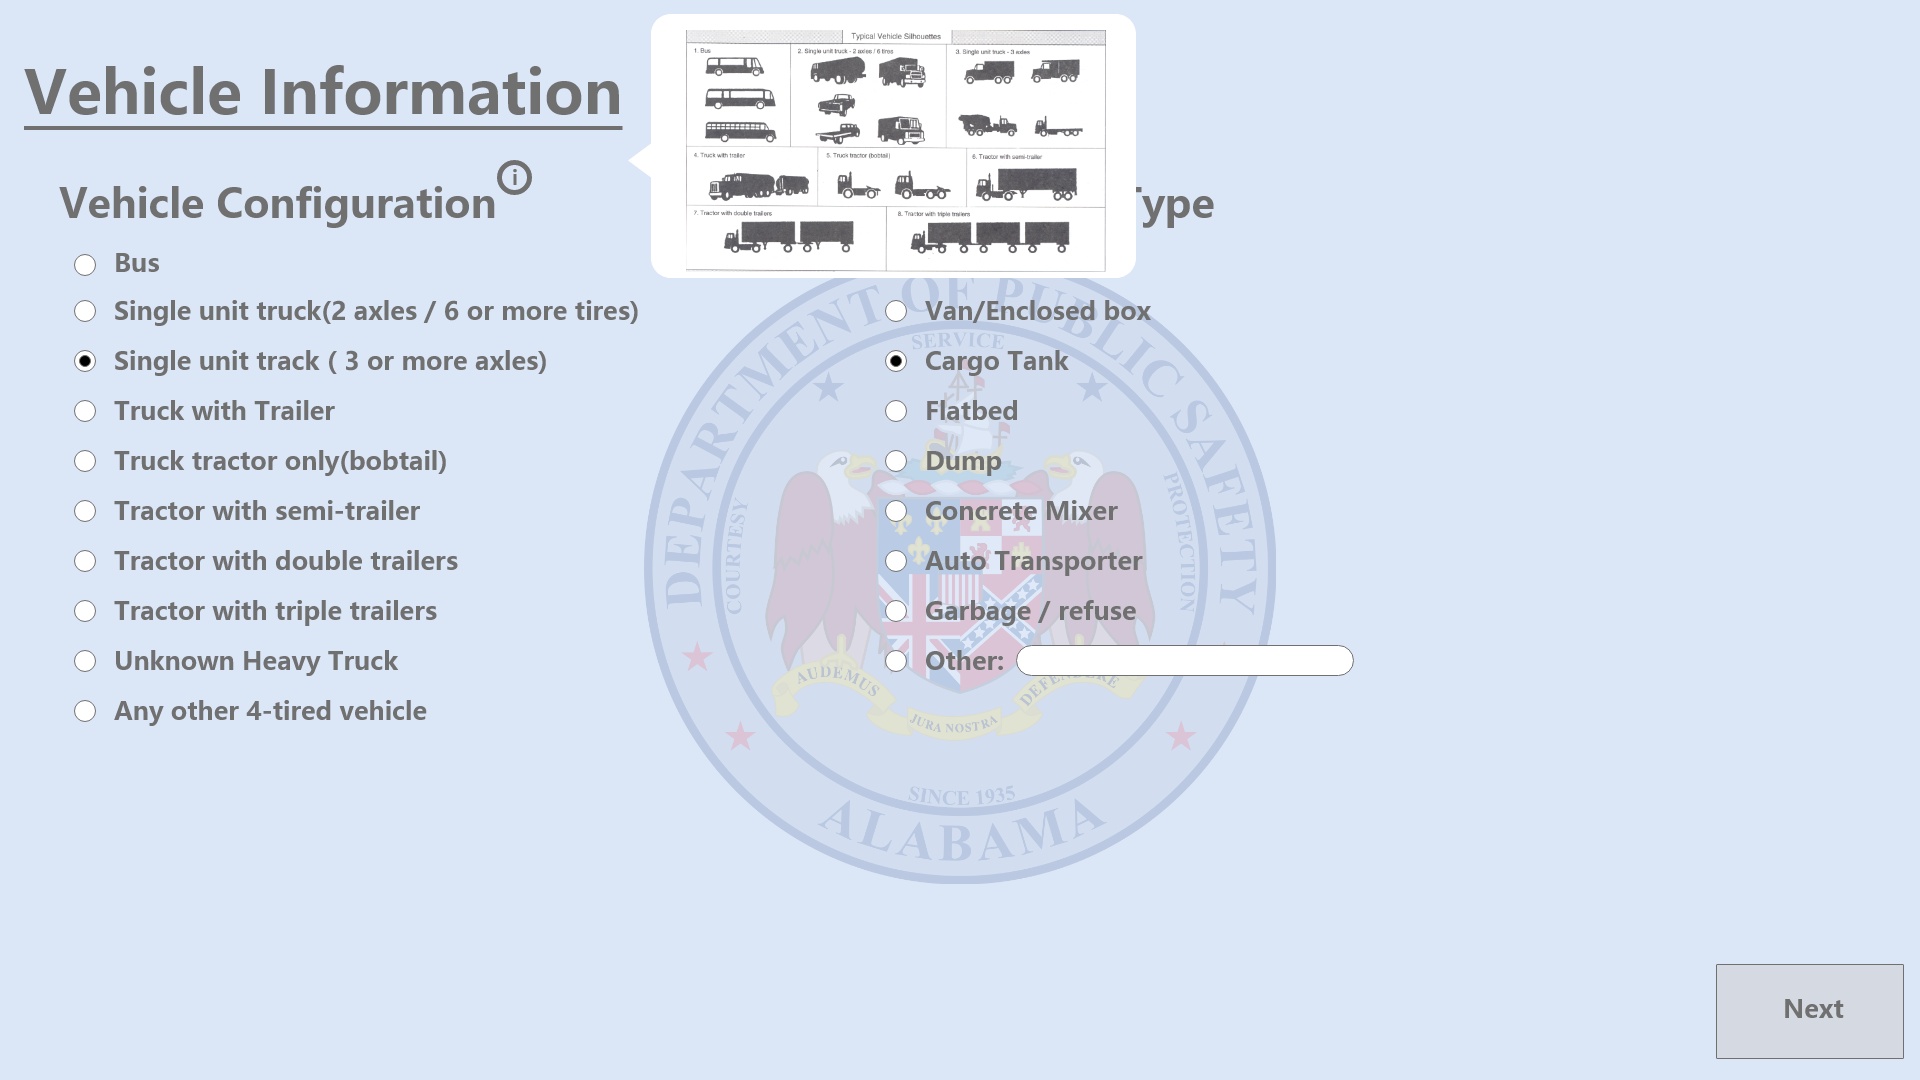 Vehicle Information
Typical Vehicle Silhouettes
1. Bus
2. Single unit truck - 2 axles / 6 tires
3. Single unit truck - 3 axles
4. Truck with trailer
5. Truck tractor (bobtail)
6. Tractor with semi-trailer
7. Tractor with double trailers
8. Tractor with triple trailers
Vehicle Configuration
i
Bus
Single unit truck(2 axles / 6 or more tires)
Single unit track ( 3 or more axles)
Truck with Trailer
Truck tractor only(bobtail)
Tractor with semi-trailer
Tractor with double trailers
Tractor with triple trailers
Unknown Heavy Truck
Any other 4-tired vehicle
Type
Van/Enclosed box
Cargo Tank
Flatbed
Dump
Concrete Mixer
Auto Transporter
Garbage / refuse
Other:
DEPARTMENT OF PUBLIC SAFETY
SERVICE
COURTESY
PROTECTION
AUDEMUS
JURA NOSTRA
DEFENDERE
SINCE 1935
ALABAMA
Next